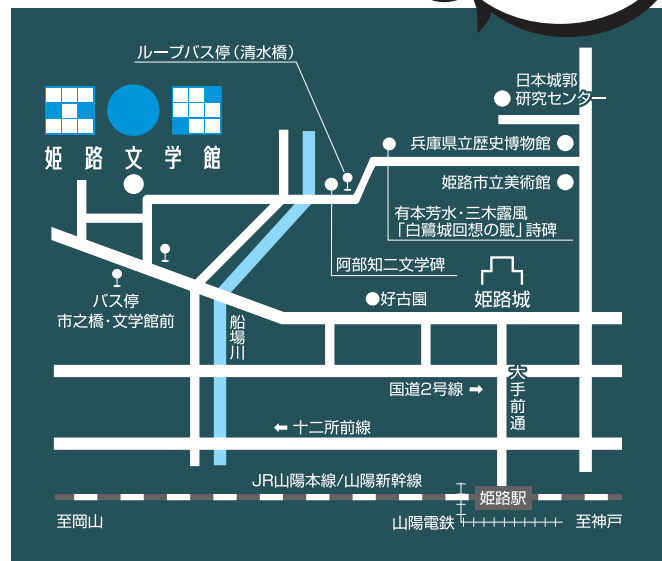 ループバス停（清水橋）
日本城郭
研究センター
姫路文学館
兵庫県立歴史博物館
姫路市立美術館
有本芳水・三木露風
「白鷺城回想の賦」詩碑
阿部知二文学碑
バス停
市之橋・文学館前
好古園
姫路城
船場川
国道2号線
大手前通
十二所前線
JR山陽本線/山陽新幹線
姫路駅
至岡山
山陽電鉄
至神戸